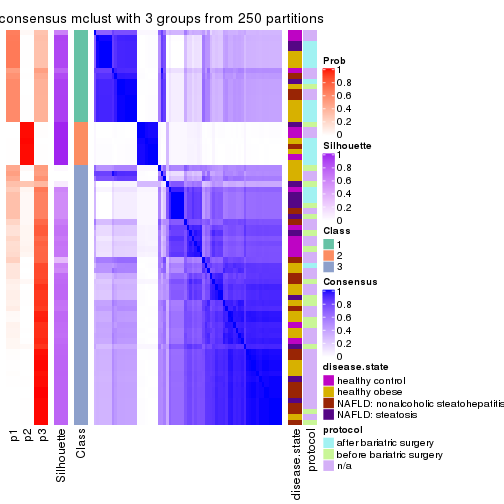 consensus mclust with 3 groups from 250 partitions
Prob
1
0.8
0.6
0.4
0.2
0
Silhouette
1
0.8
0.6
0.4
0.2
0
Class
1
2
3
Consensus
1
0.8
0.6
0.4
0.2
0
disease.state
healthy control
healthy obese
NAFLD: nonalcoholic steatohepatitis
NAFLD: steatosis
protocol
after bariatric surgery
before bariatric surgery
n/a
p1
p2
p3
Silhouette
Class
disease.state
protocol